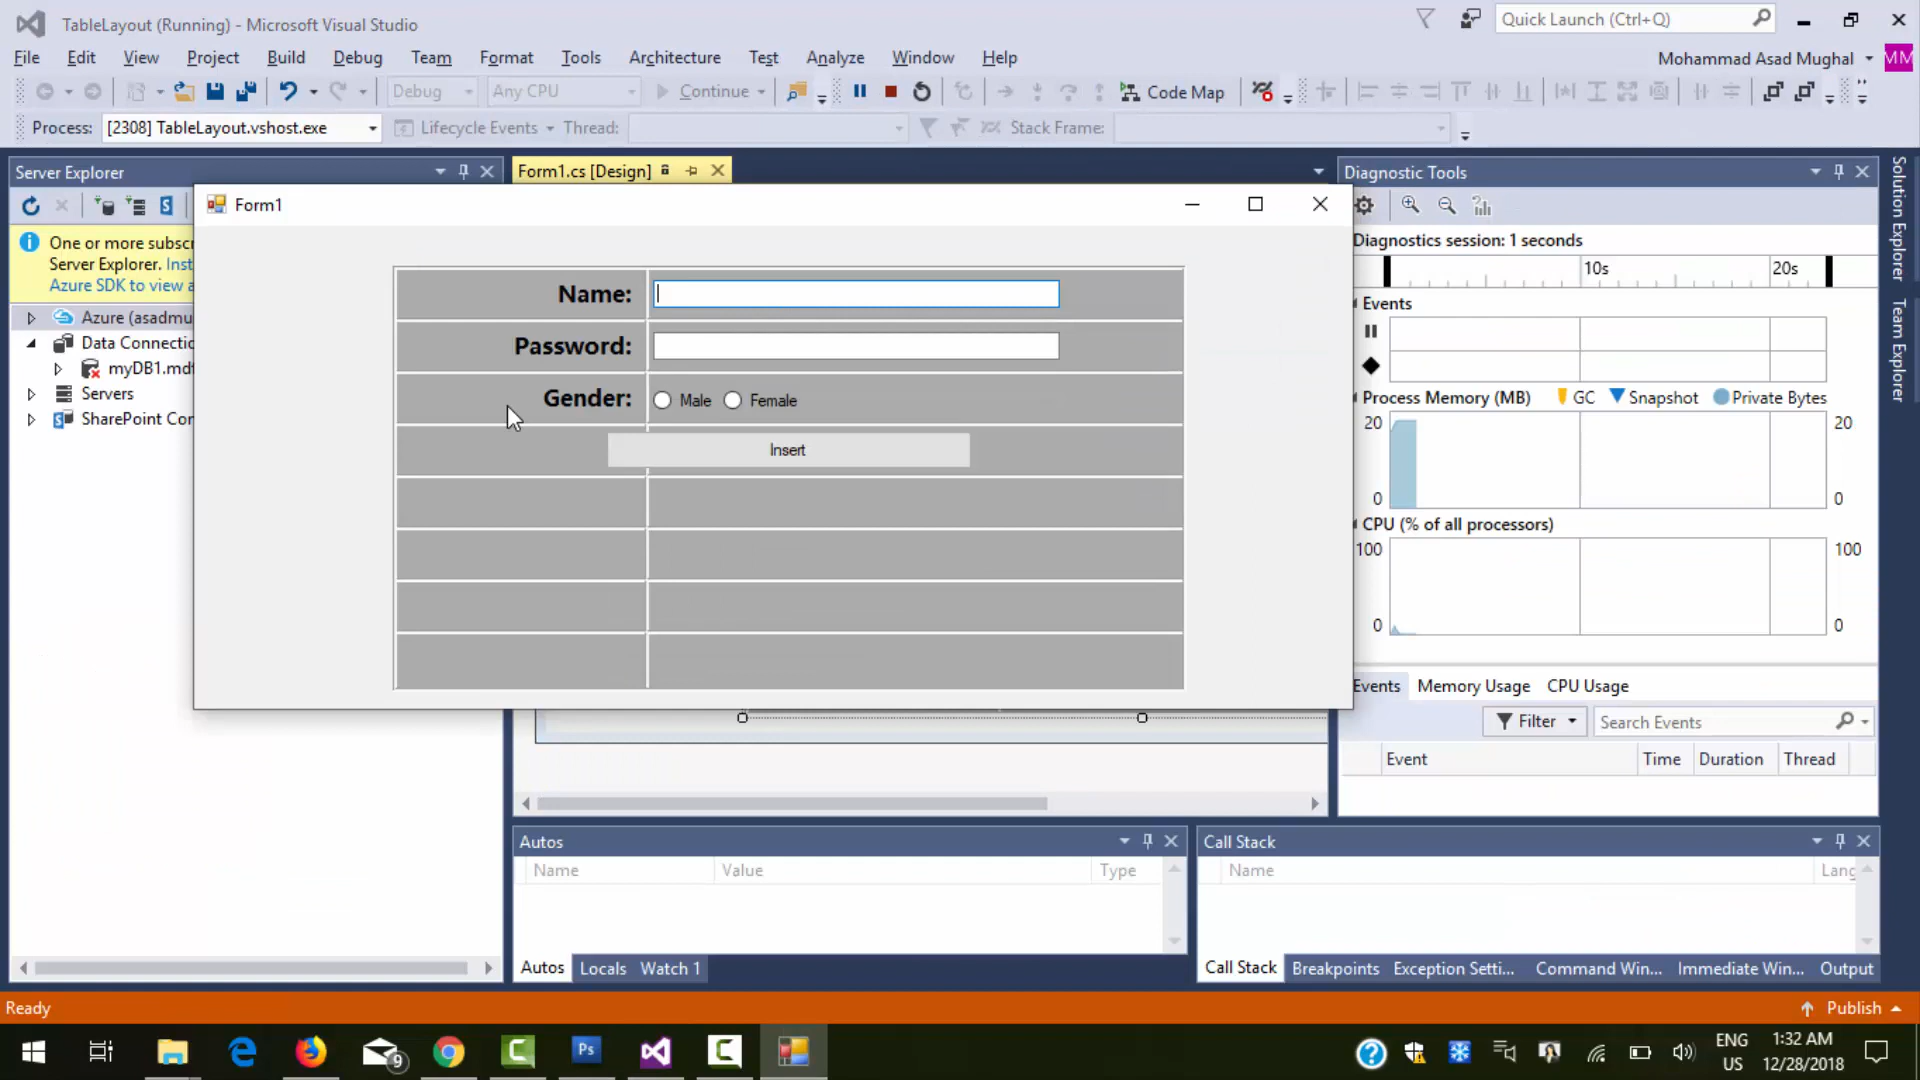 TableLayout (Running) - Microsoft Visual Studio
Quick Launch (Ctrl+Q)
File Edit View Project Build Debug Team Format Tools Architecture Test Analyze Window Help
Mohammad Asad Mughal MM
Debug Any CPU Continue Code Map
Process: [2308] TableLayout.vshost.exe Lifecycle Events Thread: Stack Frame:
Server Explorer
Form1.cs [Design]
Diagnostic Tools
Form1
One or more subsc
Server Explorer. Inst
Azure SDK to view a
Azure (asadmu
Data Connectio
myDB1.mdf
Servers
SharePoint Con
Name:
Password:
Gender: Male Female
Insert
Diagnostics session: 1 seconds
10s 20s
Events
Process Memory (MB) GC Snapshot Private Bytes
20 20
0 0
CPU (% of all processors)
100 100
0 0
Events Memory Usage CPU Usage
Filter Search Events
Event Time Duration Thread
Solution Explorer
Team Explorer
Autos
Name Value Type
Autos Locals Watch 1
Call Stack
Name Lang
Call Stack Breakpoints Exception Setti... Command Win... Immediate Win... Output
Ready
Publish
9
Ps
ENG
US
1:32 AM
12/28/2018